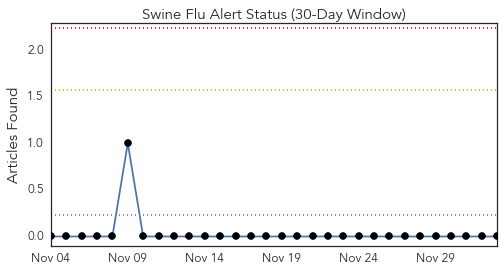 Swine Flu Alert Status (30-Day Window)
Articles Found
2.0
1.5
1.0
0.5
0.0
Nov 04 Nov 09 Nov 14 Nov 19 Nov 24 Nov 29